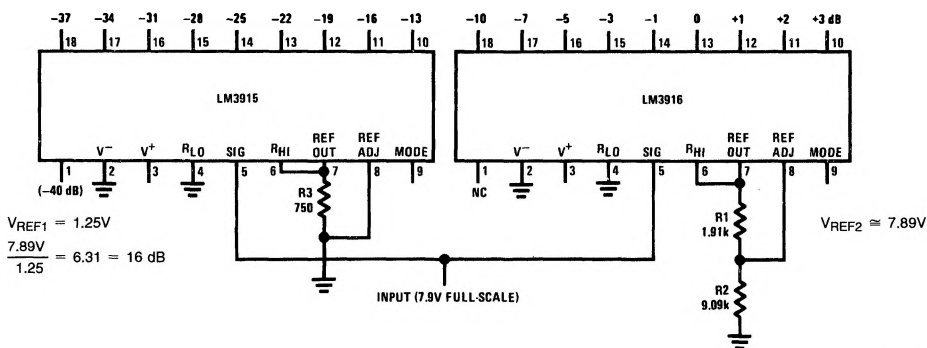 -37 -34 -31 -28 -25 -22 -19 -16 -13 -10 -7 -5 -3 -1 0 +1 +2 +3 dB
18 17 16 15 14 13 12 11 10 18 17 16 15 14 13 12 11 10
LM3915 LM3916
REF REF REF REF
V− V+ RLO SIG RHI OUT ADJ MODE V− V+ RLO SIG RHI OUT ADJ MODE
1 2 3 4 5 6 7 8 9 1 2 3 4 5 6 7 8 9
(-40 dB) NC
R3
750
VREF1 = 1.25V
7.89V
1.25
= 6.31 = 16 dB
R1
1.91k
VREF2 ≅ 7.89V
INPUT (7.9V FULL-SCALE)
R2
9.09k